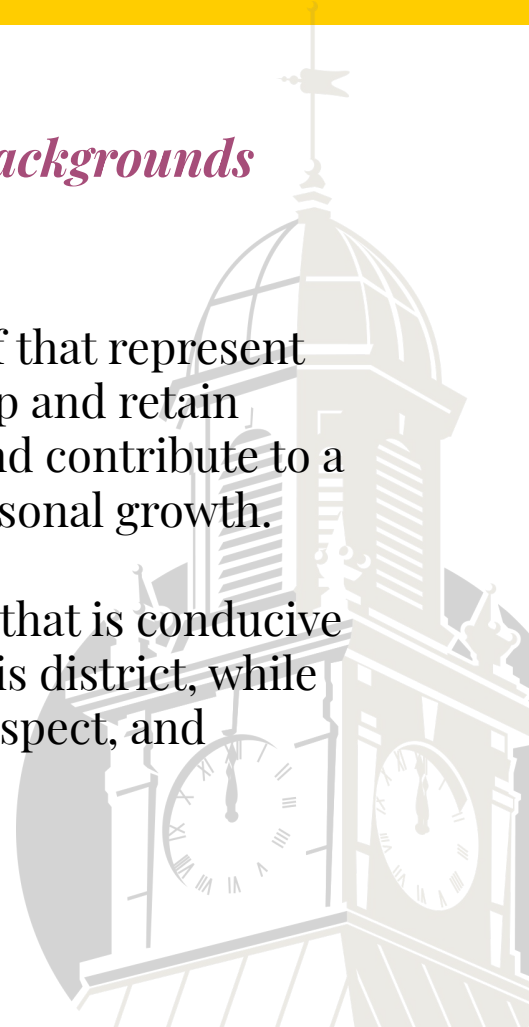 ackgrounds
f that represent
p and retain
nd contribute to a
sonal growth.
that is conducive
is district, while
spect, and